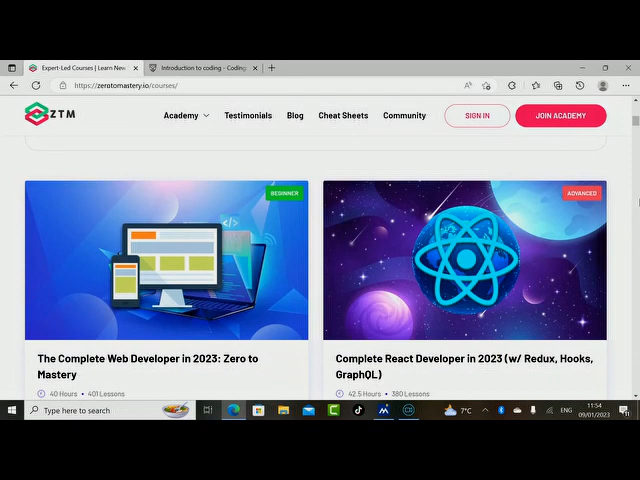 Expert-Led Courses | Learn New
Introduction to coding - Coding
https://zerotomastery.io/courses/
ZTM
Academy
Testimonials
Blog
Cheat Sheets
Community
SIGN IN
JOIN ACADEMY
BEGINNER
ADVANCED
</>
The Complete Web Developer in 2023: Zero to
Mastery
40 Hours • 401 Lessons
Complete React Developer in 2023 (w/ Redux, Hooks,
GraphQL)
42.5 Hours • 380 Lessons
Type here to search
7°C
ENG
11:54
09/01/2023